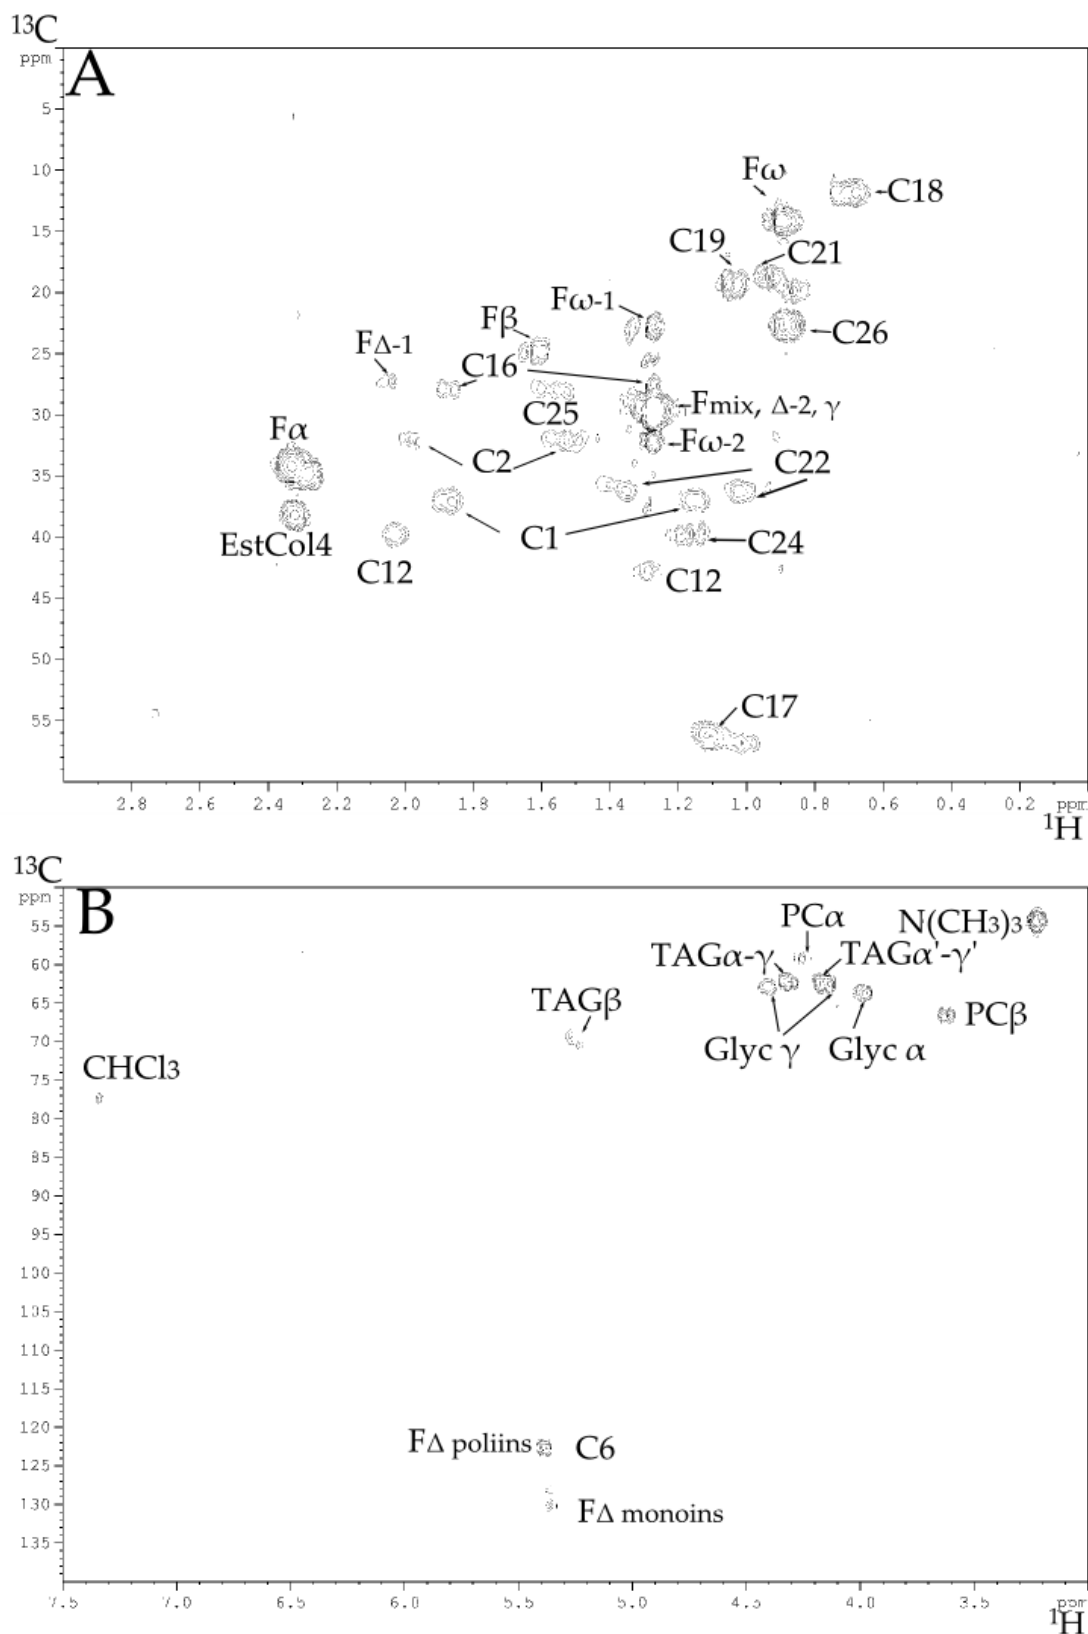 13C
ppm
A
5
10
15
20
25
30
35
40
45
50
55
Fω
C18
C19
C21
Fω-1
Fβ
C26
FΔ-1
C16
C25
Fmix, Δ-2, γ
Fα
Fω-2
C2
C22
EstCol4
C1
C24
C12
C12
C17
2.8 2.6 2.4 2.2 2.0 1.8 1.6 1.4 1.2 1.0 0.8 0.6 0.4 0.2 ppm
1H
13C
ppm
B
55
60
65
70
75
80
85
90
95
100
105
110
115
120
125
130
135
PCα N(CH3)3
TAGα-γ TAGα'-γ'
TAGβ
PCβ
Glyc γ Glyc α
CHCl3
FΔ poliins C6
FΔ monoins
7.5 7.0 6.5 6.0 5.5 5.0 4.5 4.0 3.5 ppm
1H